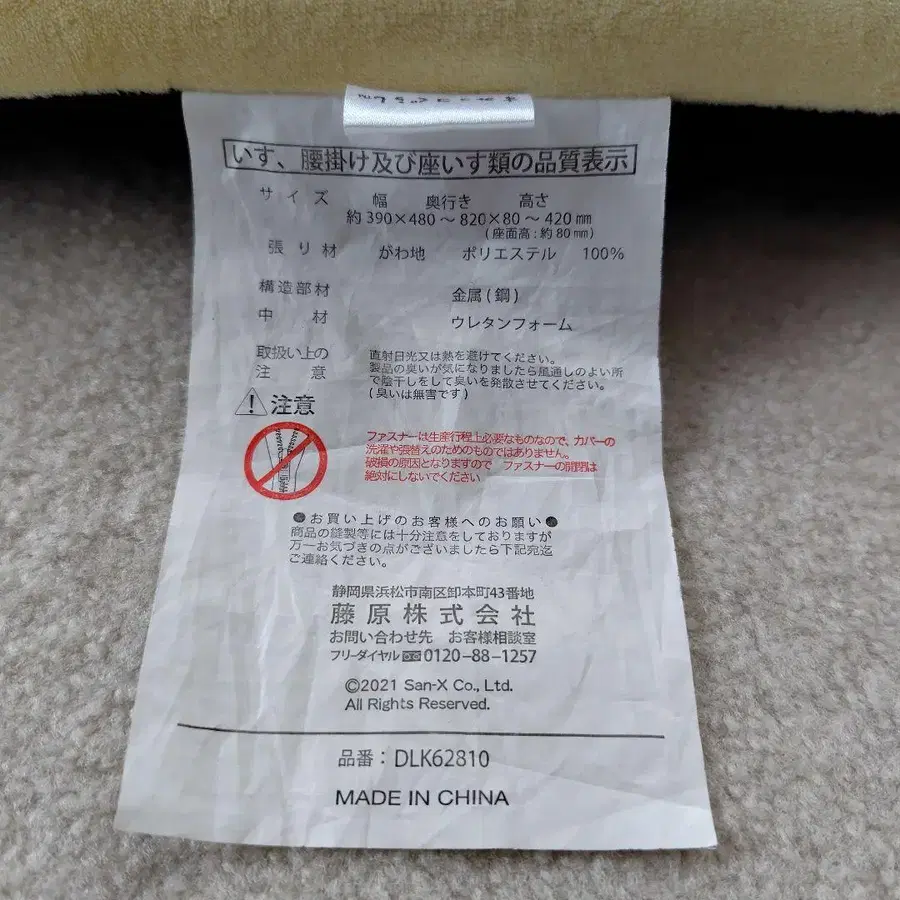 いす、腰掛け及び座いす類の品質表示
サイズ 幅 奥行き 高さ
約390×480～820×80～420㎜
(座面高:約80㎜)
張り材 がわ地 ポリエステル 100%
構造部材 金属(鋼)
中材 ウレタンフォーム
取扱い上の注意
直射日光又は熱を避けてください。
製品の臭いが気になりましたら風通しのよい所
で陰干しをして臭いを発散させてください。
(臭いは無害です)
注意
ファスナーは生産行程上必要なものなので、カバーの
洗濯や張替えのためのものではありません。
破損の原因となりますので ファスナーの開閉は
絶対にしないでください
●お買い上げのお客様へのお願い●
商品の縫製等には十分注意をしておりますが
万一お気づきの点がございましたら下記宛迄
ご連絡ください。
静岡県浜松市南区卸本町43番地
藤原株式会社
お問い合わせ先 お客様相談室
フリーダイヤル 0120-88-1257
©2021 San-X Co., Ltd.
All Rights Reserved.
品番：DLK62810
MADE IN CHINA